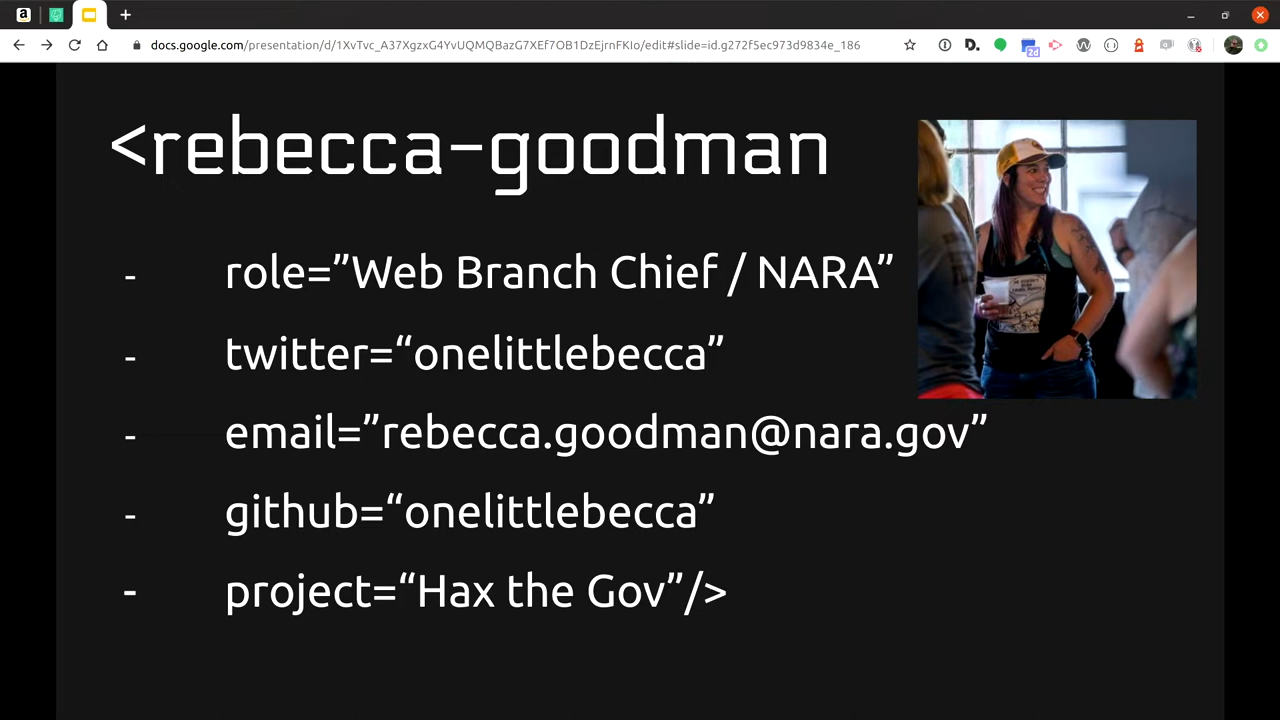 docs.google.com/presentation/d/1XvTvc_A37XgzxG4YvUQMQBazG7XEf7OB1DzEjrnFKIo/edit#slide=id.g272f5ec973d9834e_186
2d
<rebecca-goodman
- role=”Web Branch Chief / NARA”
- twitter=“onelittlebecca”
- email=”rebecca.goodman@nara.gov”
- github=“onelittlebecca”
- project=“Hax the Gov”/>